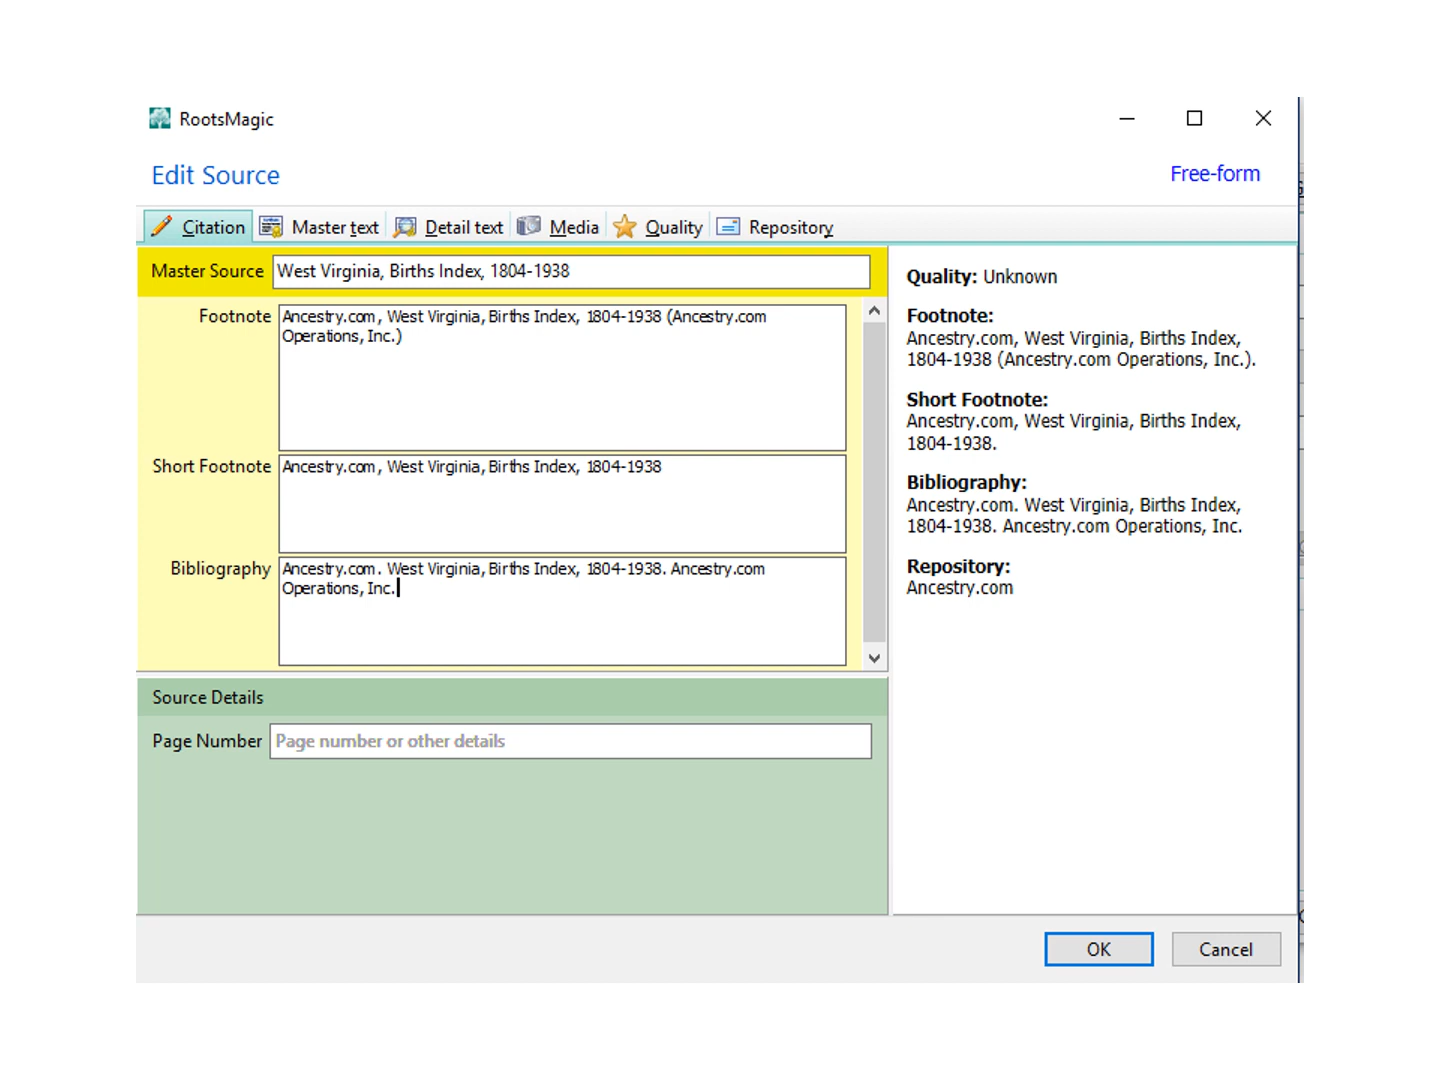 RootsMagic
Edit Source
Free-form
Citation Master text Detail text Media Quality Repository
Master Source West Virginia, Births Index, 1804-1938
Footnote Ancestry.com, West Virginia, Births Index, 1804-1938 (Ancestry.com
Operations, Inc.)
Short Footnote Ancestry.com, West Virginia, Births Index, 1804-1938
Bibliography Ancestry.com. West Virginia, Births Index, 1804-1938. Ancestry.com
Operations, Inc.
Source Details
Page Number Page number or other details
Quality: Unknown
Footnote:
Ancestry.com, West Virginia, Births Index,
1804-1938 (Ancestry.com Operations, Inc.).
Short Footnote:
Ancestry.com, West Virginia, Births Index,
1804-1938.
Bibliography:
Ancestry.com. West Virginia, Births Index,
1804-1938. Ancestry.com Operations, Inc.
Repository:
Ancestry.com
OK Cancel